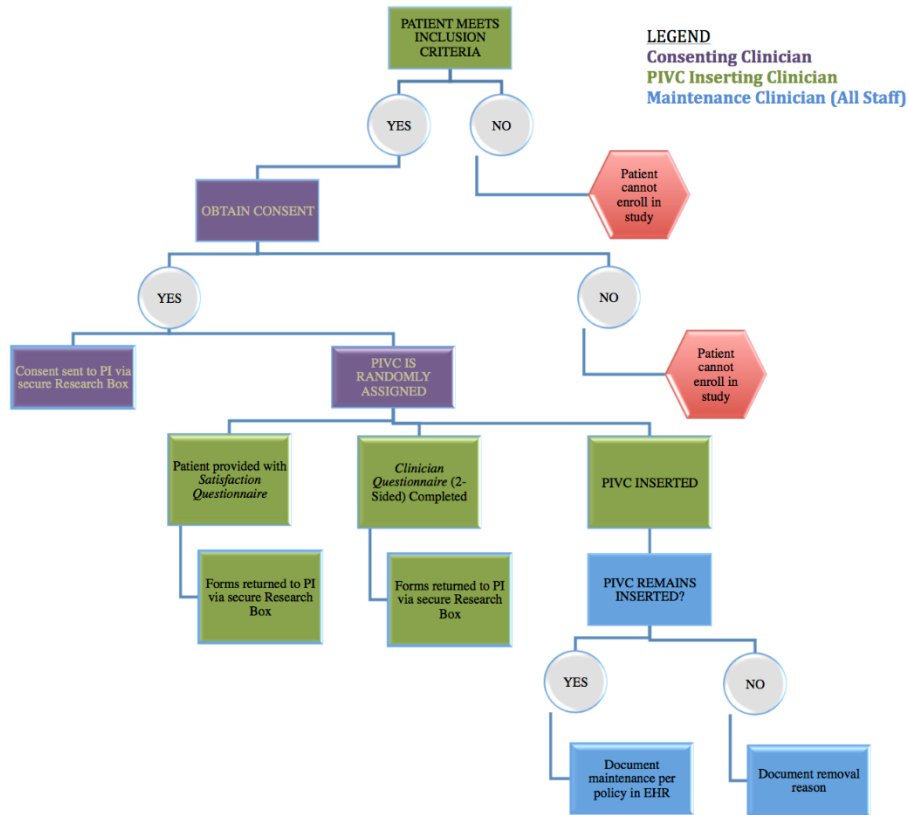 PATIENT MEETS
INCLUSION
CRITERIA
LEGEND
Consenting Clinician
PIVC Inserting Clinician
Maintenance Clinician (All Staff)
YES
NO
Patient
cannot
enroll in
study
OBTAIN CONSENT
YES
NO
Consent sent to PI via
secure Research Box
PIVC IS
RANDOMLY
ASSIGNED
Patient
cannot
enroll in
study
Patient provided with
Satisfaction
Questionnaire
Clinician
Questionnaire (2-
Sided) Completed
PIVC INSERTED
Forms returned to PI
via secure Research
Box
Forms returned to PI
via secure Research
Box
PIVC REMAINS
INSERTED?
YES
NO
Document
maintenance per
policy in EHR
Document removal
reason